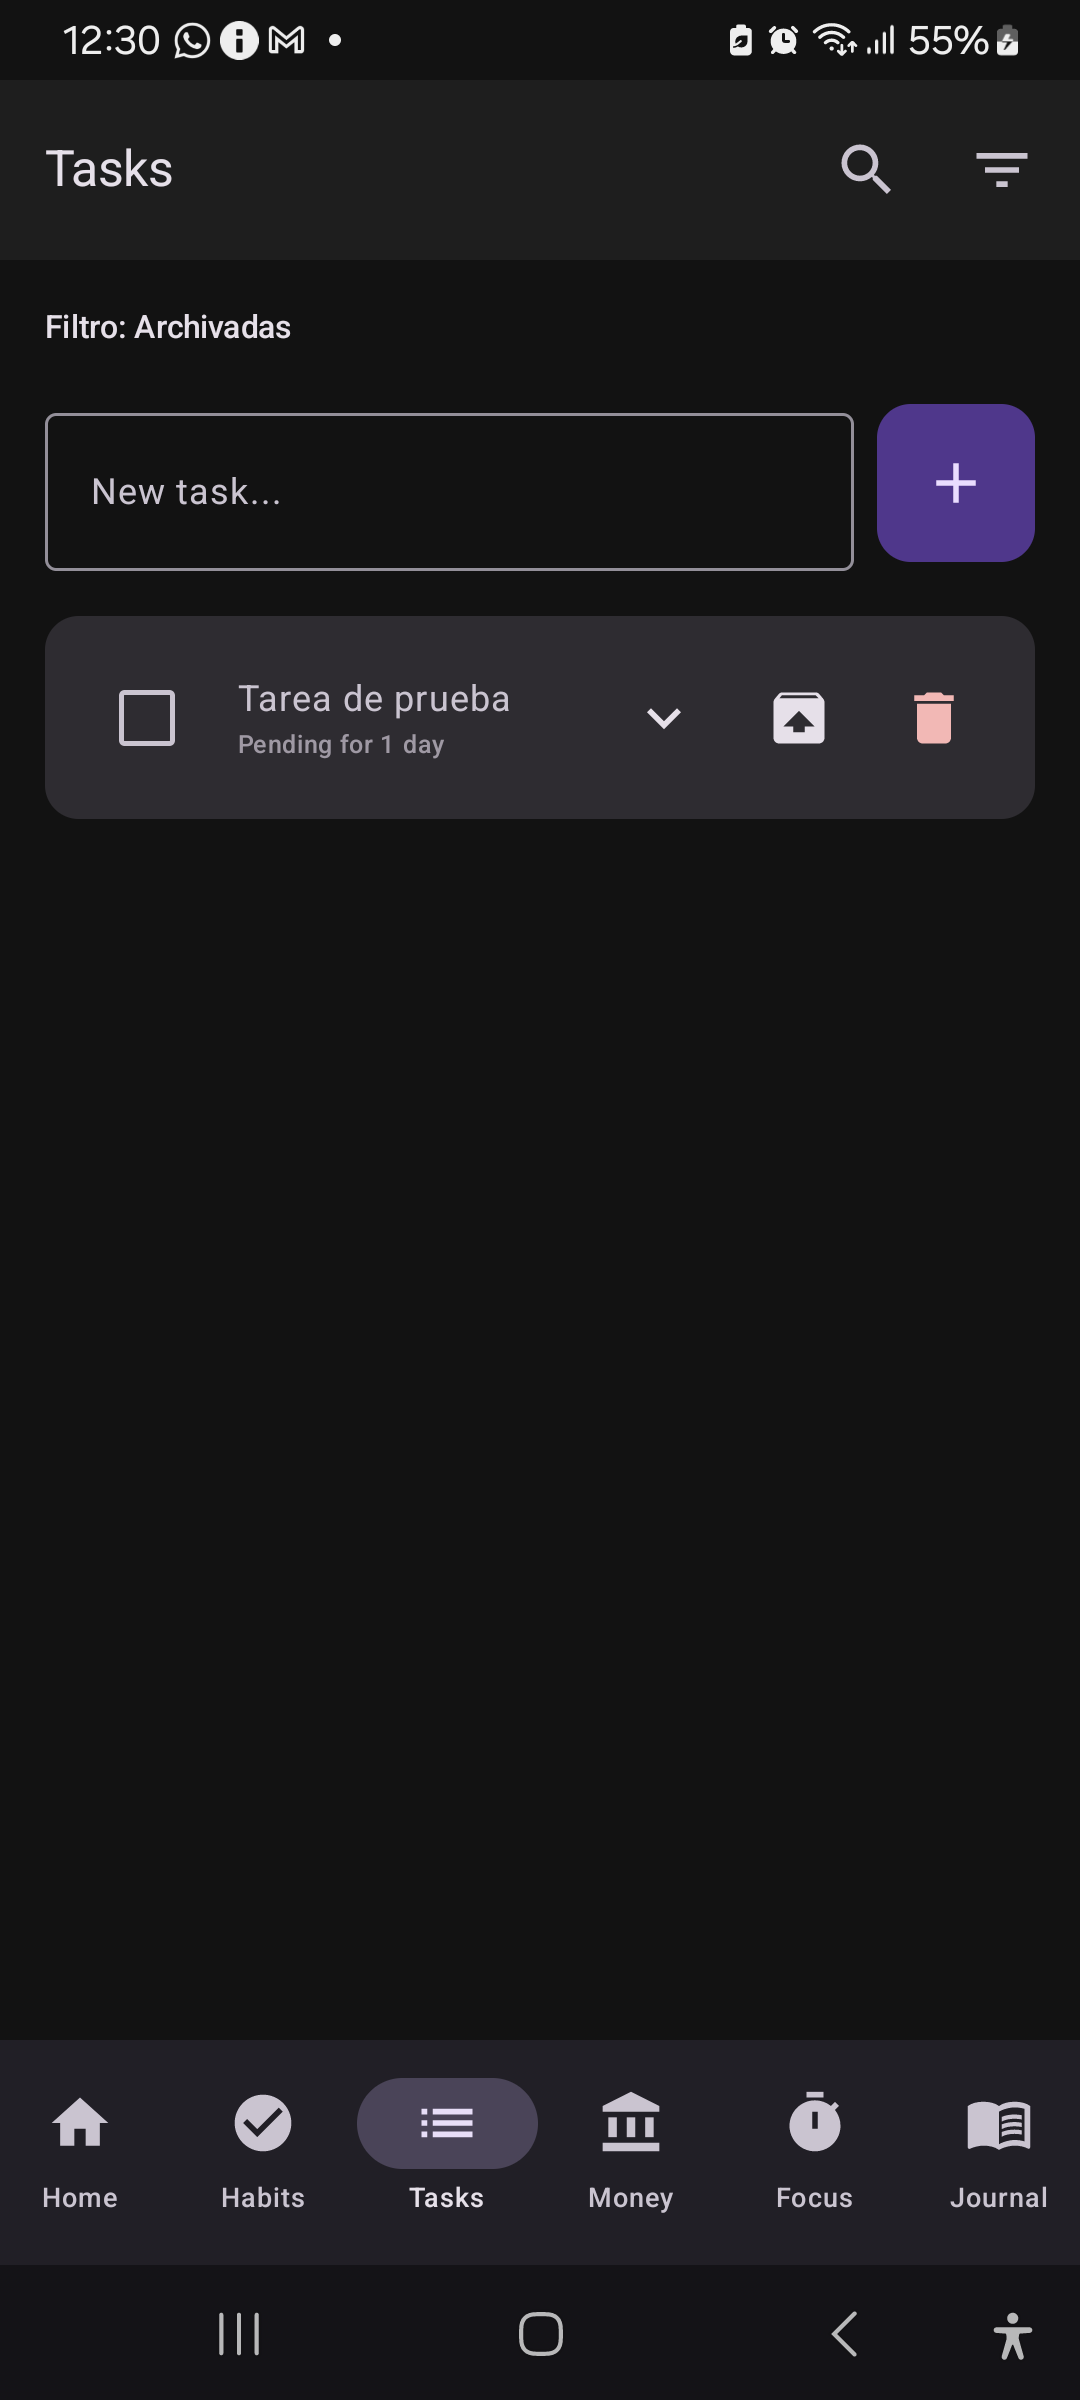 12:30
55%
Tasks
Filtro: Archivadas
New task...
Tarea de prueba
Pending for 1 day
Home
Habits
Tasks
Money
Focus
Journal